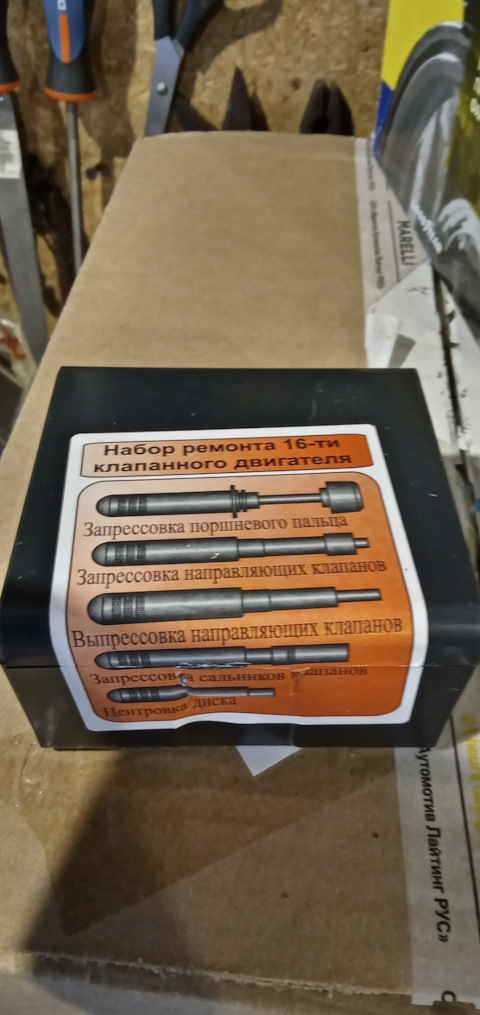 MARELLI
Набор ремонта 16-ти
клапанного двигателя
Запрессовка поршневого пальца
Запрессовка направляющих клапанов
Выпрессовка направляющих клапанов
Запрессовка сальников клапанов
Центровка диска
Аутомотив Лайтинг РУС»